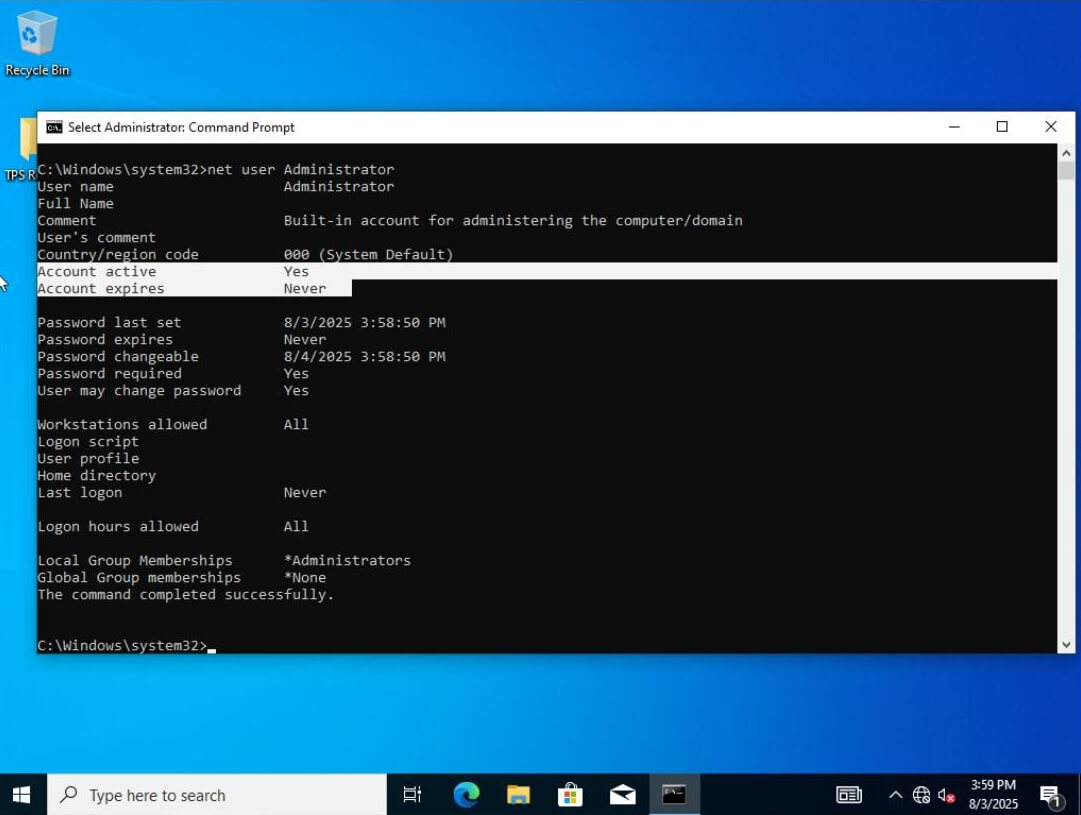 Recycle Bin
TPS R
Select Administrator: Command Prompt
C:\Windows\system32>net user Administrator
User name Administrator
Full Name
Comment Built-in account for administering the computer/domain
User's comment
Country/region code 000 (System Default)
Account active Yes
Account expires Never
Password last set 8/3/2025 3:58:50 PM
Password expires Never
Password changeable 8/4/2025 3:58:50 PM
Password required Yes
User may change password Yes
Workstations allowed All
Logon script
User profile
Home directory
Last logon Never
Logon hours allowed All
Local Group Memberships *Administrators
Global Group memberships *None
The command completed successfully.
C:\Windows\system32>
Type here to search
3:59 PM
8/3/2025
1